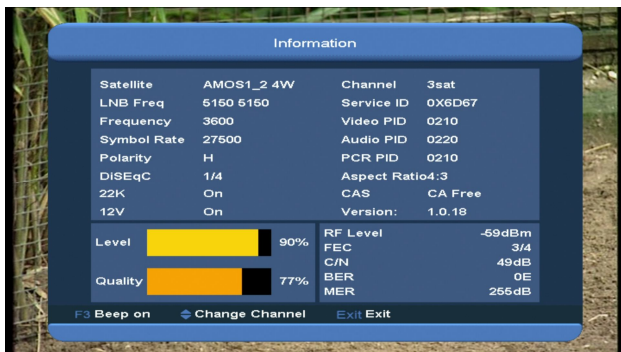 Information
Satellite AMOS1_2 4W Channel 3sat
LNB Freq 5150 5150 Service ID 0X6D67
Frequency 3600 Video PID 0210
Symbol Rate 27500 Audio PID 0220
Polarity H PCR PID 0210
DiSEqC 1/4 Aspect Ratio4:3
22K On CAS CA Free
12V On Version: 1.0.18
Level 90%
Quality 77%
RF Level -59dBm
FEC 3/4
C/N 49dB
BER 0E
MER 255dB
F3 Beep on Change Channel Exit Exit